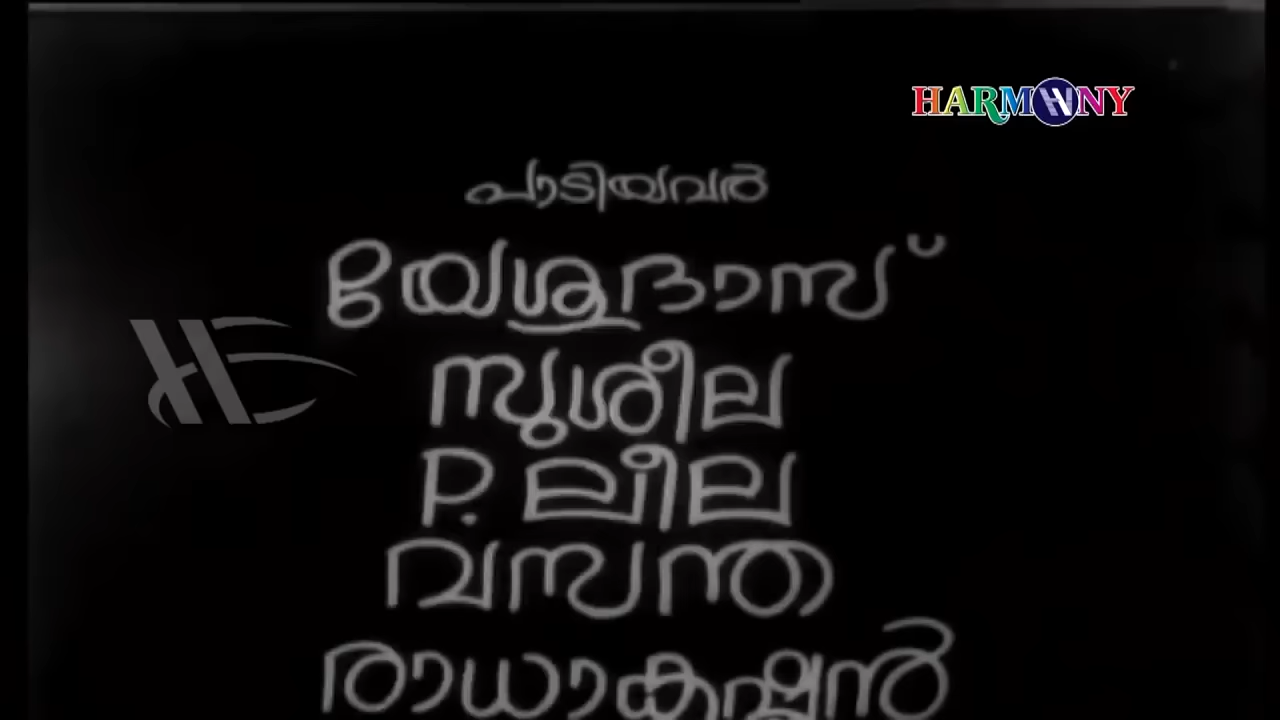 HARMONY
പാടിയവർ
യേശുദാസ്
സുശീല
P. ലീല
വസന്ത
രാധാകൃഷ്ണൻ